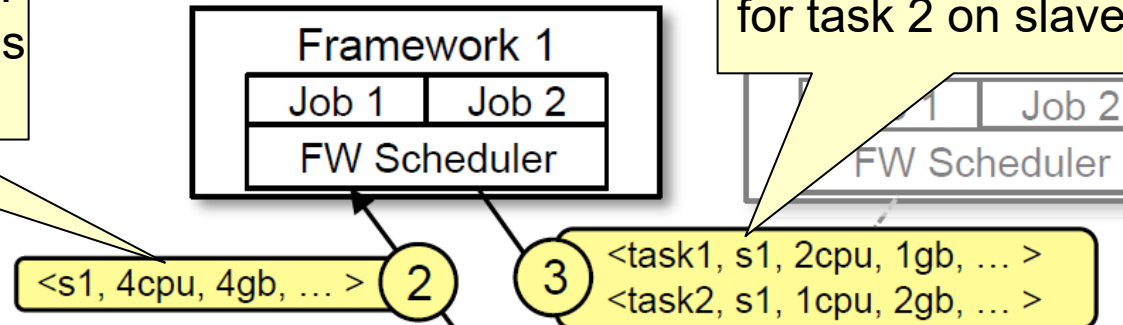 s
for task 2 on slave
Framework 1
Job 1 Job 2
FW Scheduler
1 Job 2
FW Scheduler
<s1, 4cpu, 4gb, … >
2
3
<task1, s1, 2cpu, 1gb, … >
<task2, s1, 1cpu, 2gb, … >